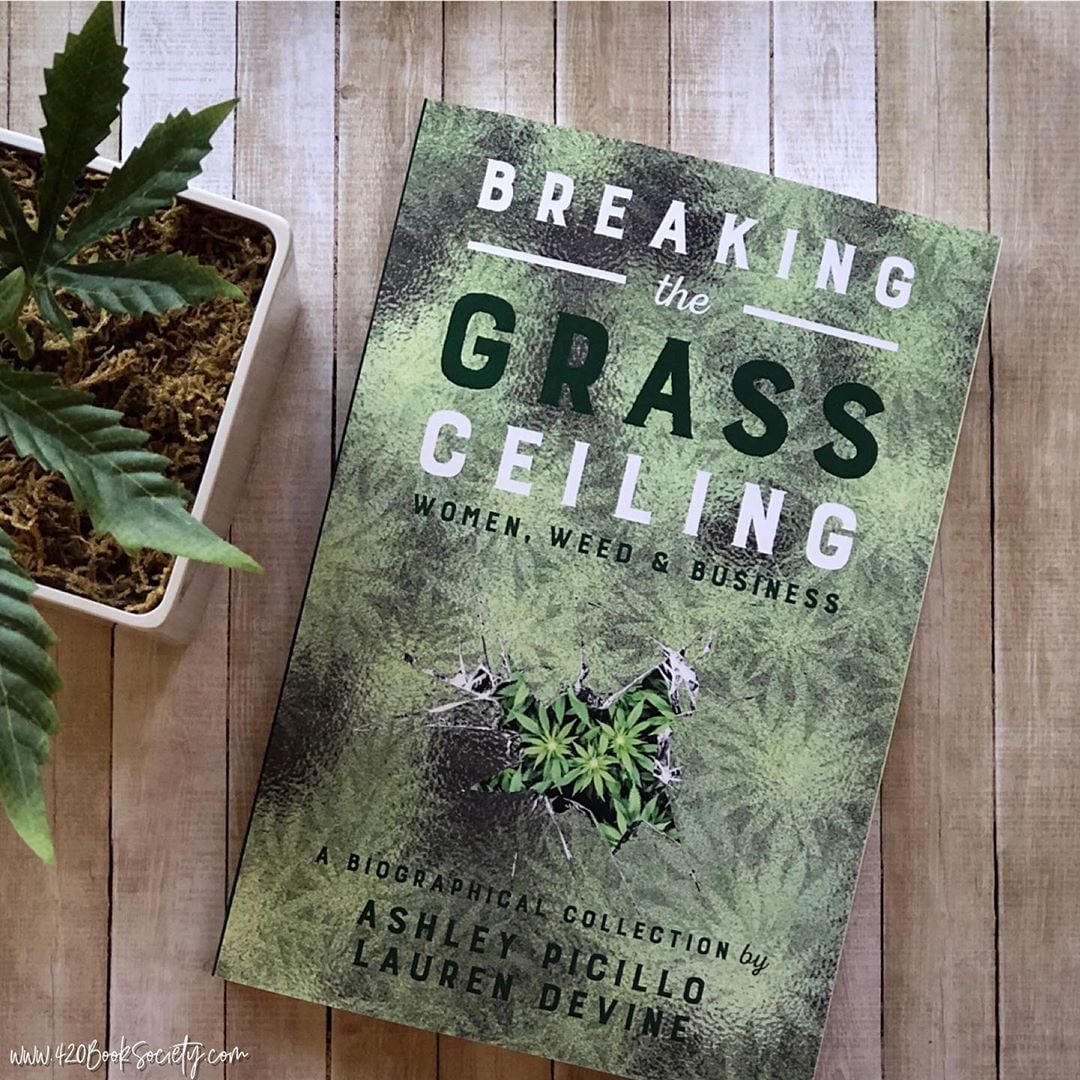 BREAKING
the
GRASS
CEILING
WOMEN, WEED & BUSINESS
A BIOGRAPHICAL COLLECTION by
ASHLEY PICILLO
LAUREN DEVINE
www.420BookSociety.com